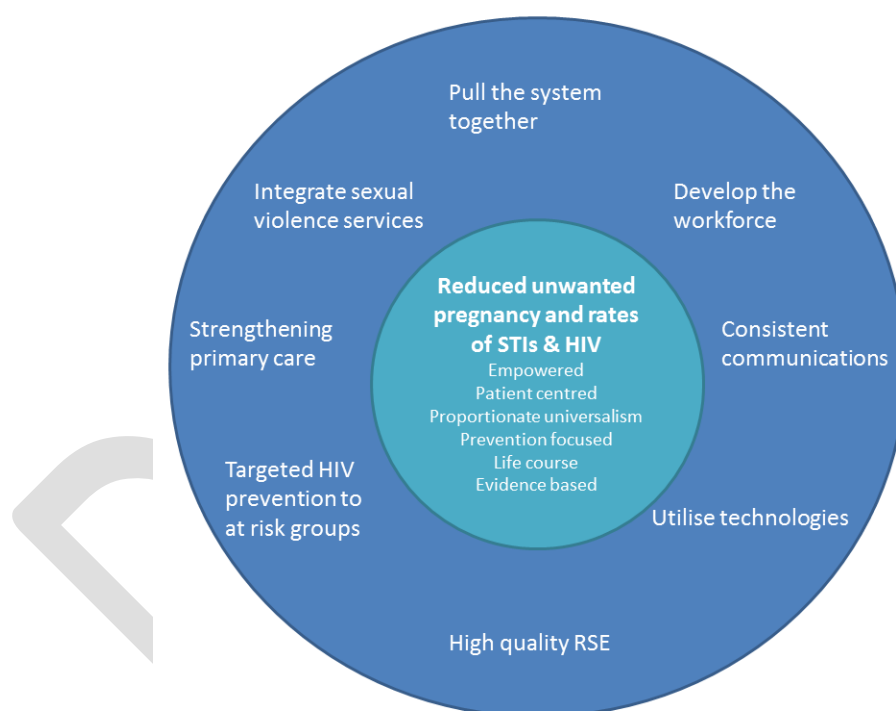 Pull the system
together
Integrate sexual
violence services
Develop the
workforce
Reduced unwanted
pregnancy and rates
of STIs & HIV
Empowered
Patient centred
Proportionate universalism
Prevention focused
Life course
Evidence based
Strengthening
primary care
Consistent
communications
Targeted HIV
prevention to
at risk groups
Utilise technologies
High quality RSE